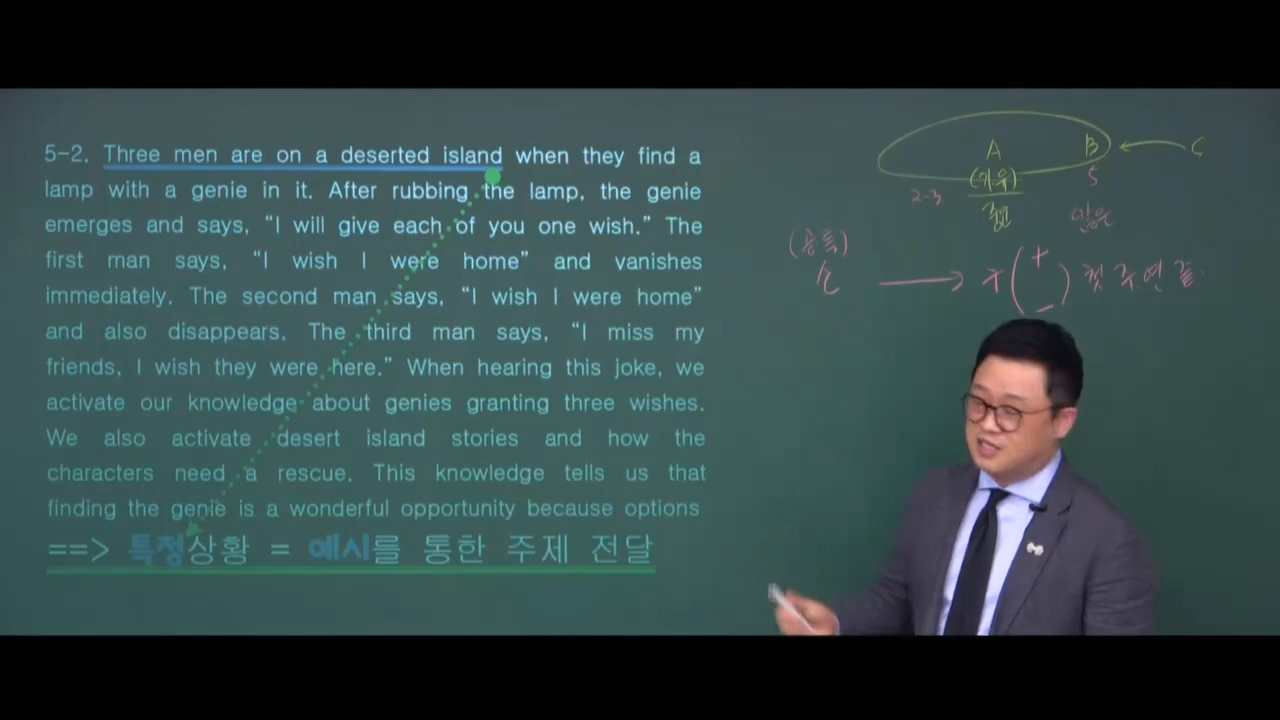 5-2. Three men are on a deserted island when they find a
lamp with a genie in it. After rubbing the lamp, the genie
emerges and says, “I will give each of you one wish.” The
first man says, “I wish I were home” and vanishes
immediately. The second man says, “I wish I were home”
and also disappears. The third man says, “I miss my
friends, I wish they were here.” When hearing this joke, we
activate our knowledge about genies granting three wishes.
We also activate desert island stories and how the
characters need a rescue. This knowledge tells us that
finding the genie is a wonderful opportunity because options
==> 특정상황 = 예시를 통한 주제 전달
A B C
2-3 5
+